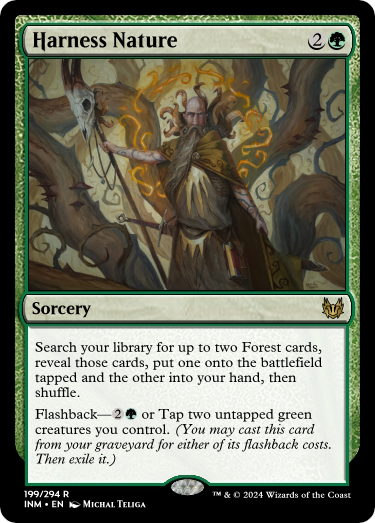 Harness Nature 2
Sorcery
Search your library for up to two Forest cards,
reveal those cards, put one onto the battlefield
tapped and the other into your hand, then
shuffle.
Flashback—2 or Tap two untapped green
creatures you control. (You may cast this card
from your graveyard for either of its flashback costs.
Then exile it.)
199/294 R
INM • EN Michal Teliga
™ & © 2024 Wizards of the Coast